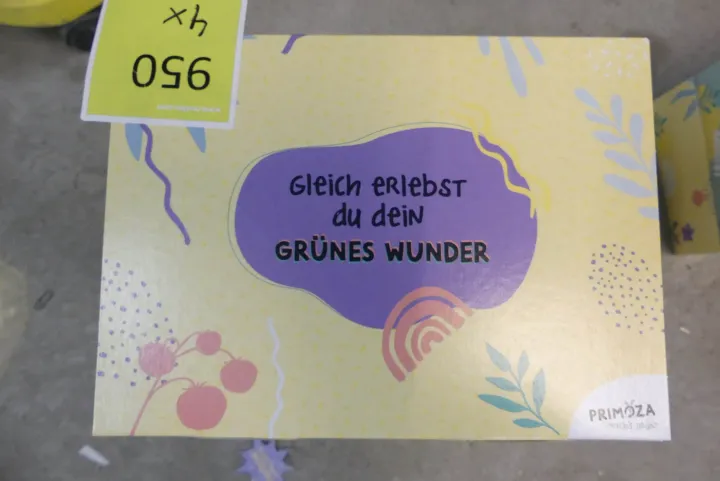 4x
950
Gleich erlebst
du dein
GRÜNES WUNDER
PRIMOZA